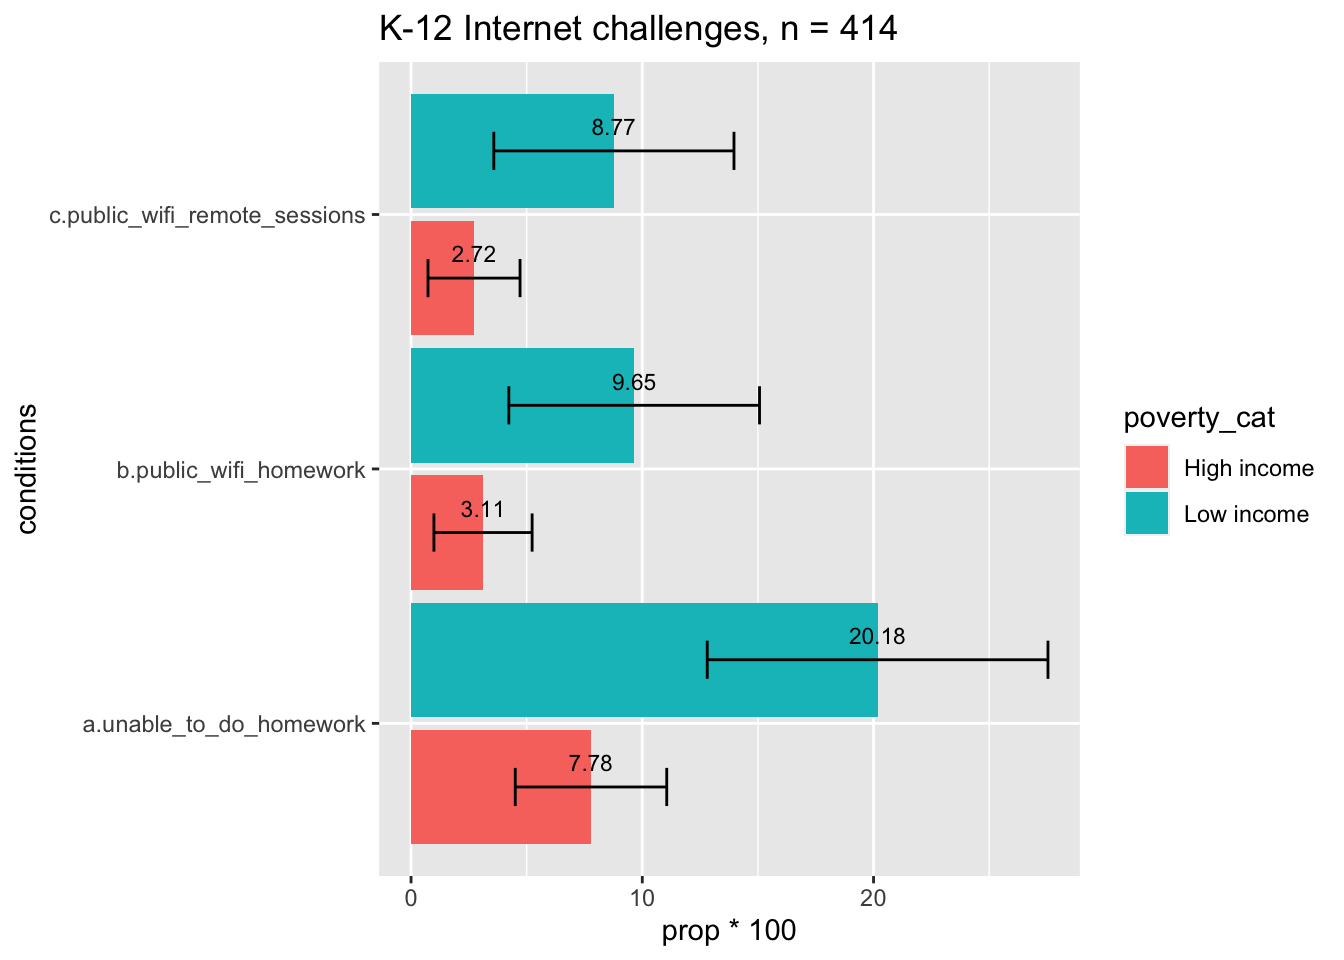 K-12 Internet challenges, n = 414
8.77
c.public_wifi_remote_sessions
2.72
9.65
b.public_wifi_homework
3.11
20.18
a.unable_to_do_homework
7.78
0 10 20
prop * 100
conditions
poverty_cat
High income
Low income